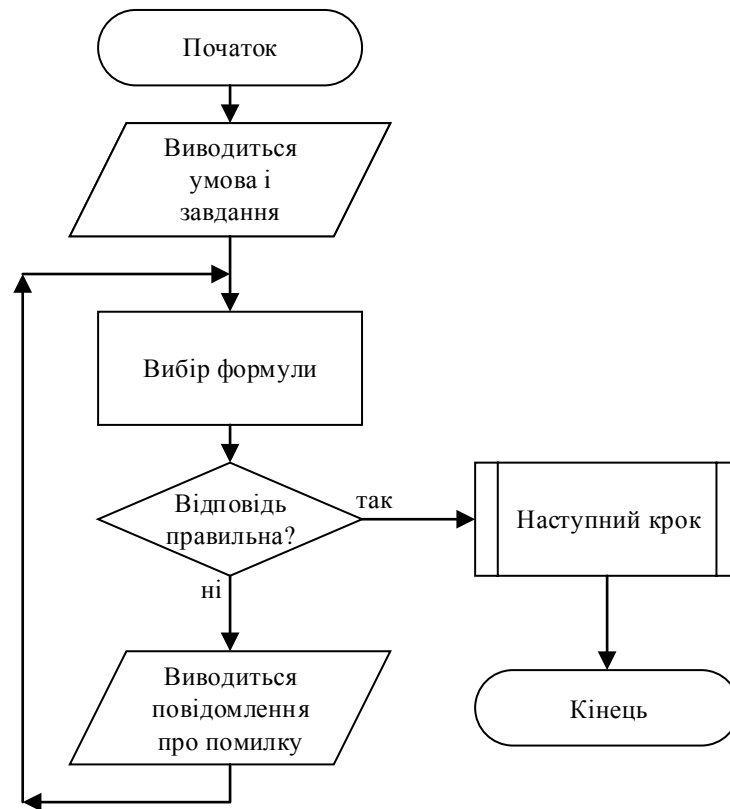 Початок
Виводиться
умова і
завдання
Вибір формули
Відповідь
правильна?
так
Наступний крок
ні
Виводиться
повідомлення
про помилку
Кінець